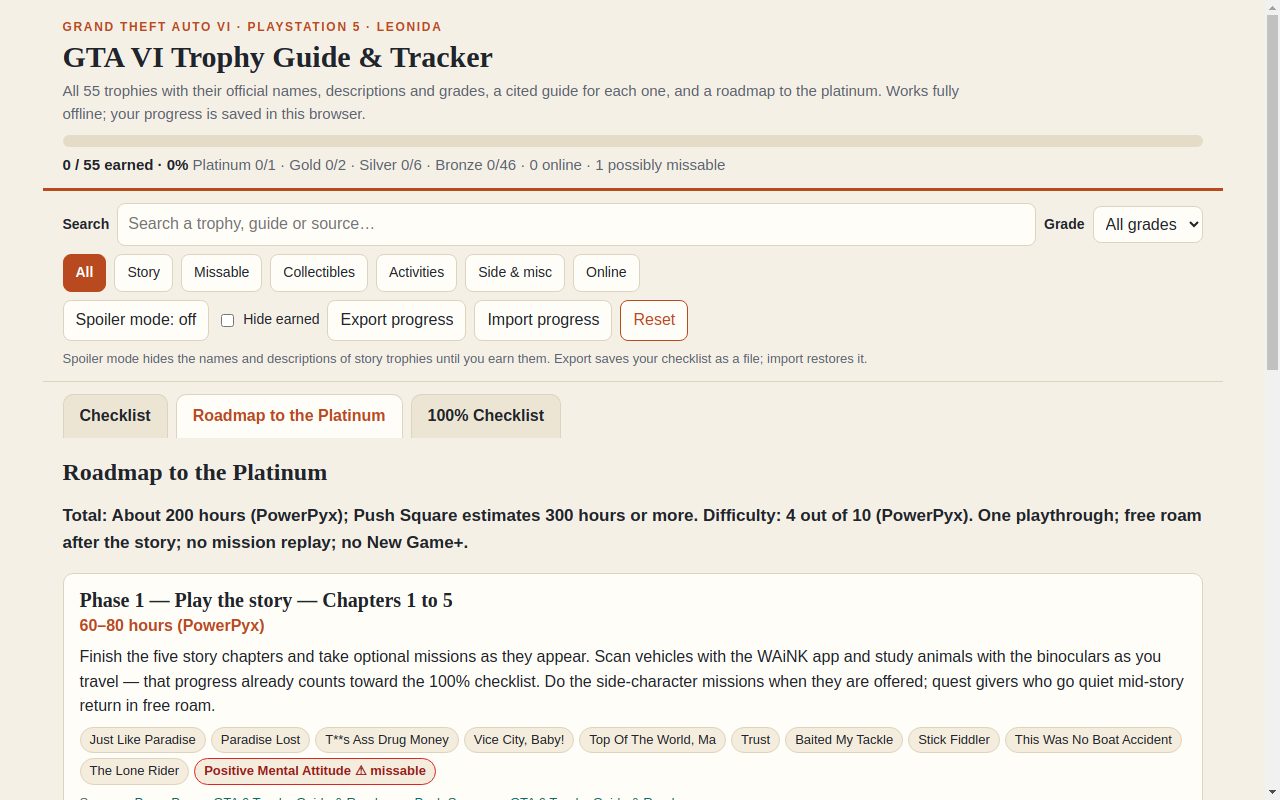 GRAND THEFT AUTO VI · PLAYSTATION 5 · LEONIDA
GTA VI Trophy Guide & Tracker
All 55 trophies with their official names, descriptions and grades, a cited guide for each one, and a roadmap to the platinum. Works fully
offline; your progress is saved in this browser.
0 / 55 earned · 0% Platinum 0/1 · Gold 0/2 · Silver 0/6 · Bronze 0/46 · 0 online · 1 possibly missable
Search Search a trophy, guide or source… Grade All grades
All Story Missable Collectibles Activities Side & misc Online
Spoiler mode: off Hide earned Export progress Import progress Reset
Spoiler mode hides the names and descriptions of story trophies until you earn them. Export saves your checklist as a file; import restores it.
Checklist Roadmap to the Platinum 100% Checklist
Roadmap to the Platinum
Total: About 200 hours (PowerPyx); Push Square estimates 300 hours or more. Difficulty: 4 out of 10 (PowerPyx). One playthrough; free roam
after the story; no mission replay; no New Game+.
Phase 1 — Play the story — Chapters 1 to 5
60–80 hours (PowerPyx)
Finish the five story chapters and take optional missions as they appear. Scan vehicles with the WAiNK app and study animals with the binoculars as you
travel — that progress already counts toward the 100% checklist. Do the side-character missions when they are offered; quest givers who go quiet mid-story
return in free roam.
Just Like Paradise Paradise Lost T**s Ass Drug Money Vice City, Baby! Top Of The World, Ma Trust Baited My Tackle Stick Fiddler This Was No Boat Accident
The Lone Rider Positive Mental Attitude ⚠ missable